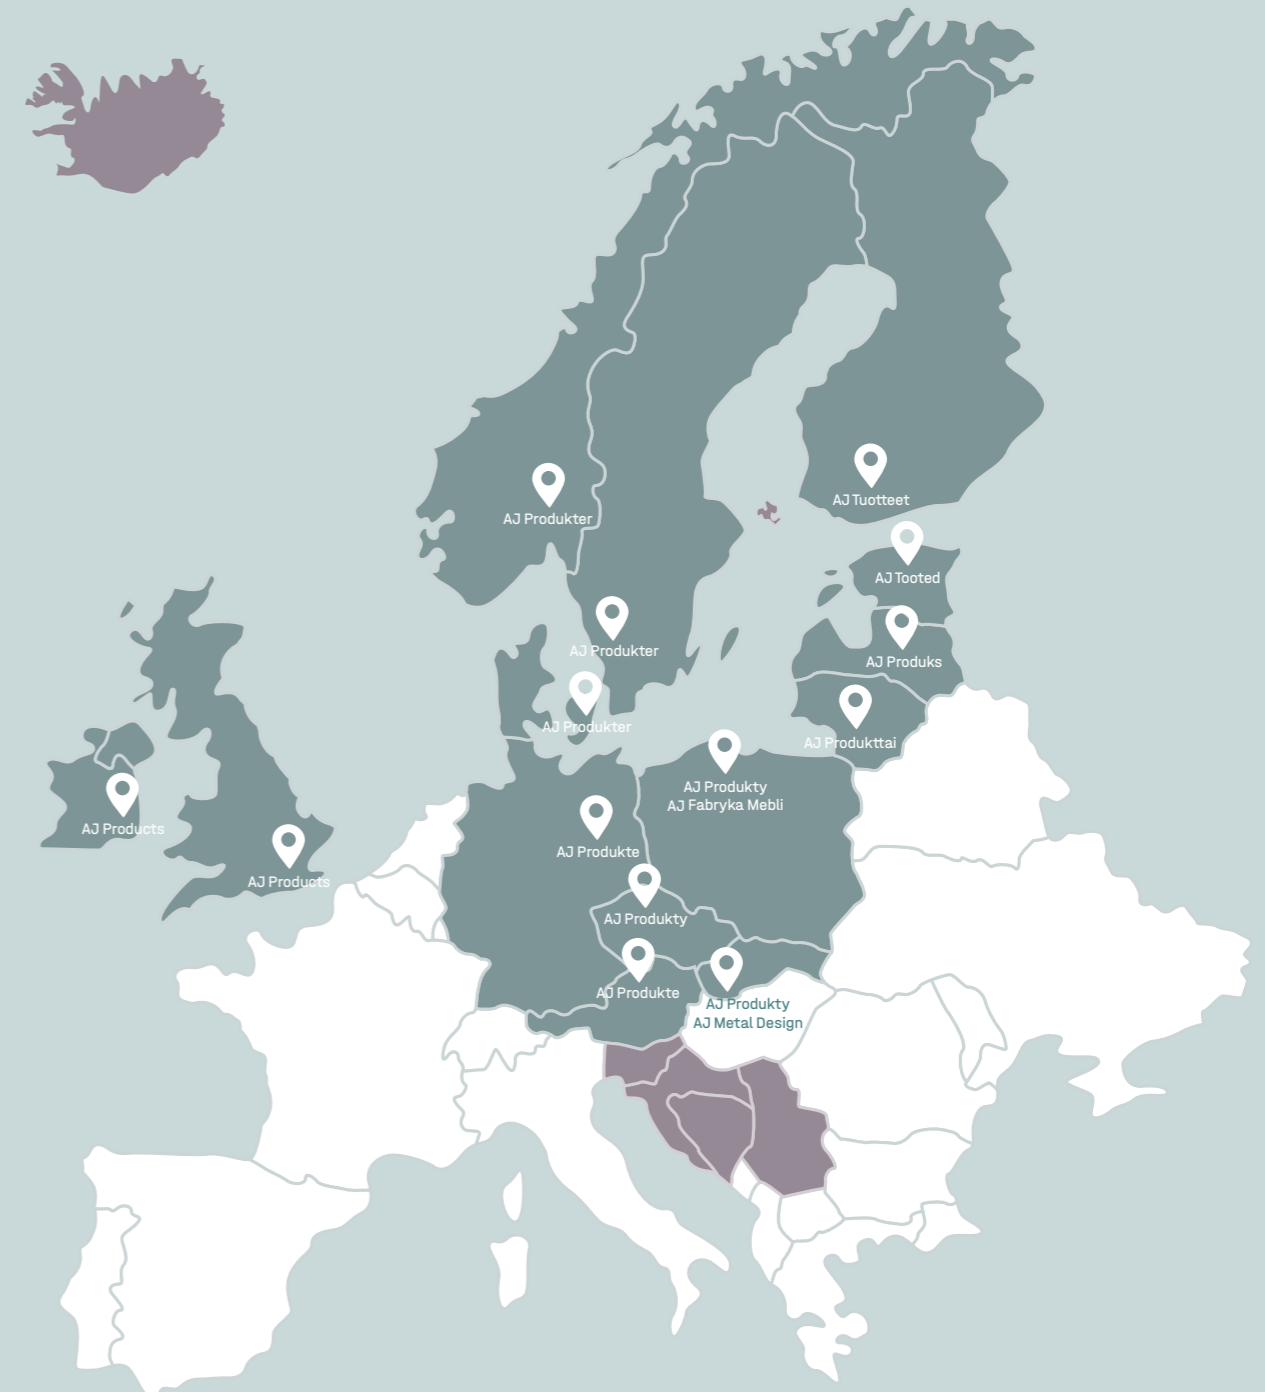 AJ Tuotteet
AJ Produkter
AJ Tooted
AJ Produkter
AJ Produks
AJ Produkter
AJ Produkttai
AJ Produkty
AJ Fabryka Mebli
AJ Products
AJ Produkte
AJ Products
AJ Produkty
AJ Produkte
AJ Produkty
AJ Metal Design